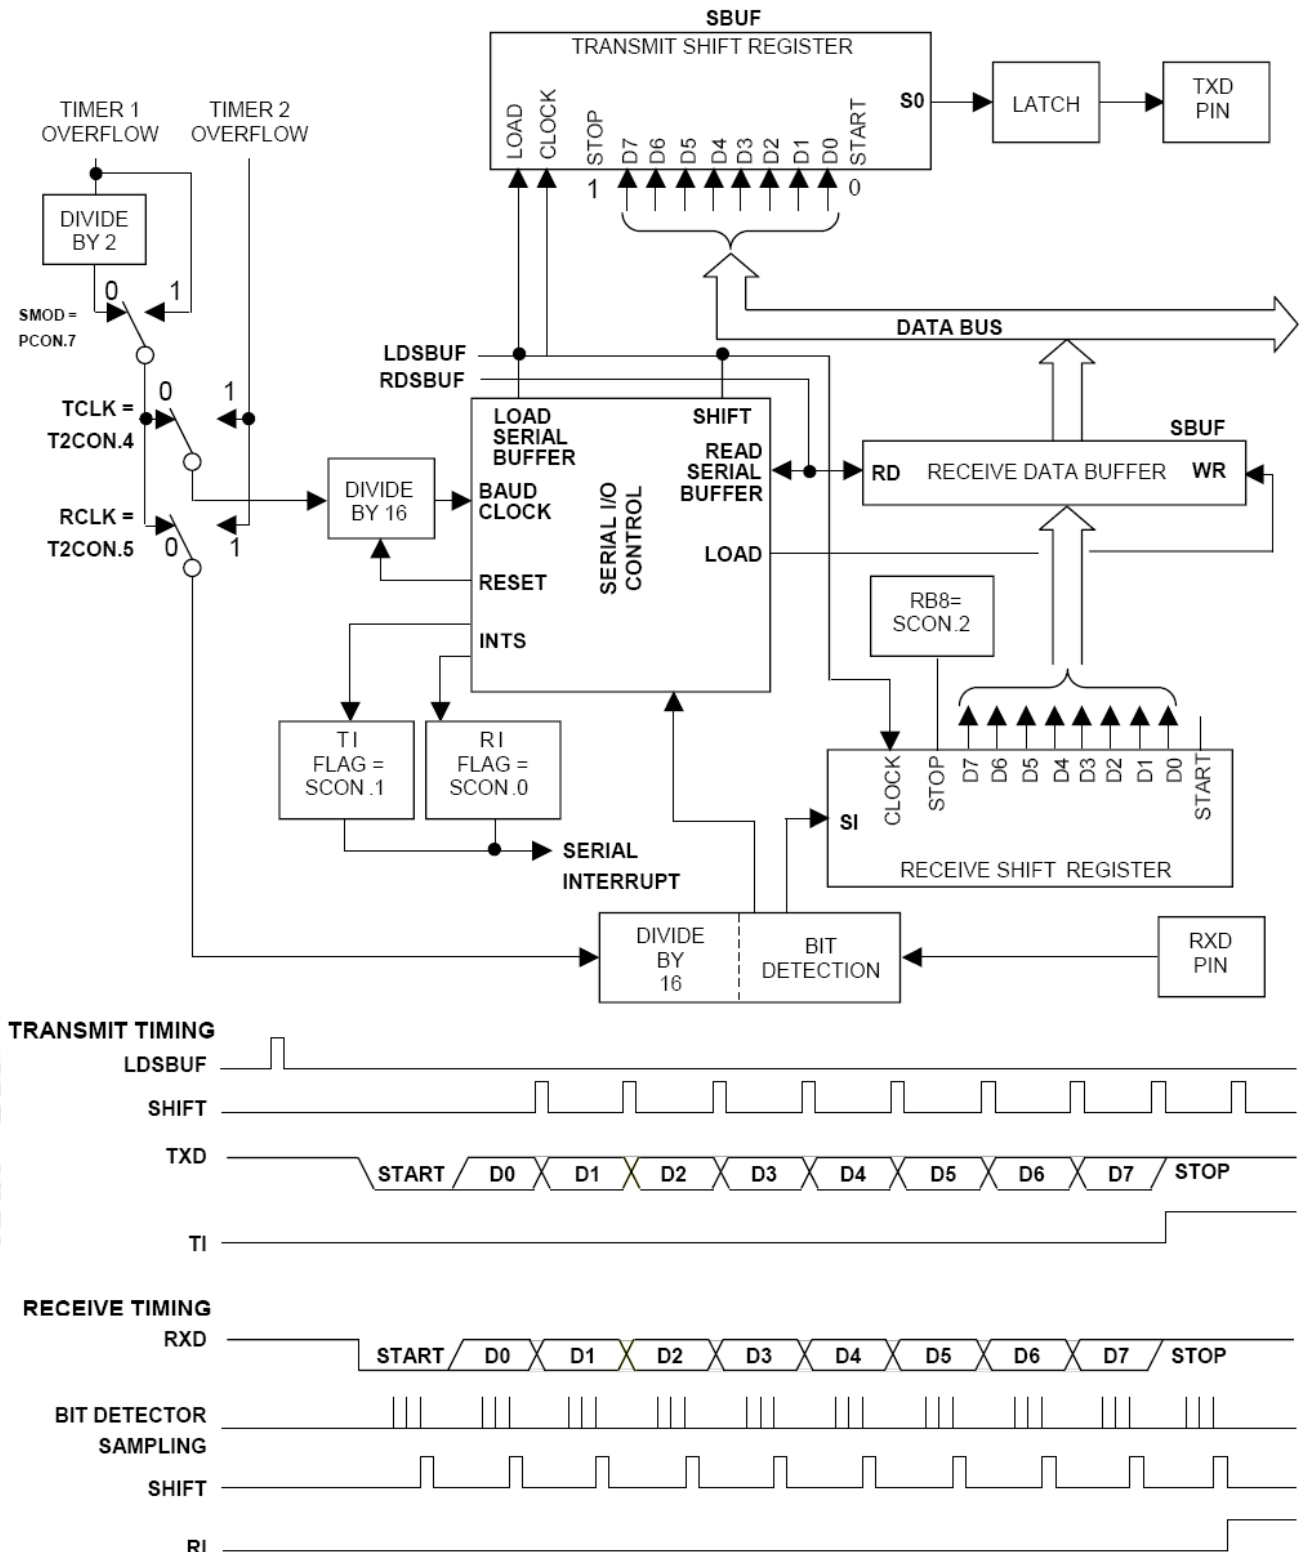 SBUF
TRANSMIT SHIFT REGISTER
LOAD
CLOCK
STOP
D7
D6
D5
D4
D3
D2
D1
D0
START
S0
1
0
LATCH
TXD
PIN
TIMER 1
OVERFLOW
TIMER 2
OVERFLOW
DIVIDE
BY 2
0
1
SMOD =
PCON.7
DATA BUS
LDSBUF
RDSBUF
0
1
TCLK =
T2CON.4
LOAD
SERIAL
BUFFER
SHIFT
READ
SERIAL
BUFFER
SBUF
RD
RECEIVE DATA BUFFER
WR
DIVIDE
BY 16
BAUD
CLOCK
SERIAL I/O
CONTROL
RCLK =
T2CON.5
0
1
LOAD
RESET
INTS
RB8=
SCON.2
TI
FLAG =
SCON.1
RI
FLAG =
SCON.0
CLOCK
STOP
D7
D6
D5
D4
D3
D2
D1
D0
START
SI
RECEIVE SHIFT REGISTER
SERIAL
INTERRUPT
DIVIDE
BY
16
BIT
DETECTION
RXD
PIN
TRANSMIT TIMING
LDSBUF
SHIFT
TXD
START
D0
D1
D2
D3
D4
D5
D6
D7
STOP
TI
RECEIVE TIMING
RXD
START
D0
D1
D2
D3
D4
D5
D6
D7
STOP
BIT DETECTOR
SAMPLING
SHIFT
RI